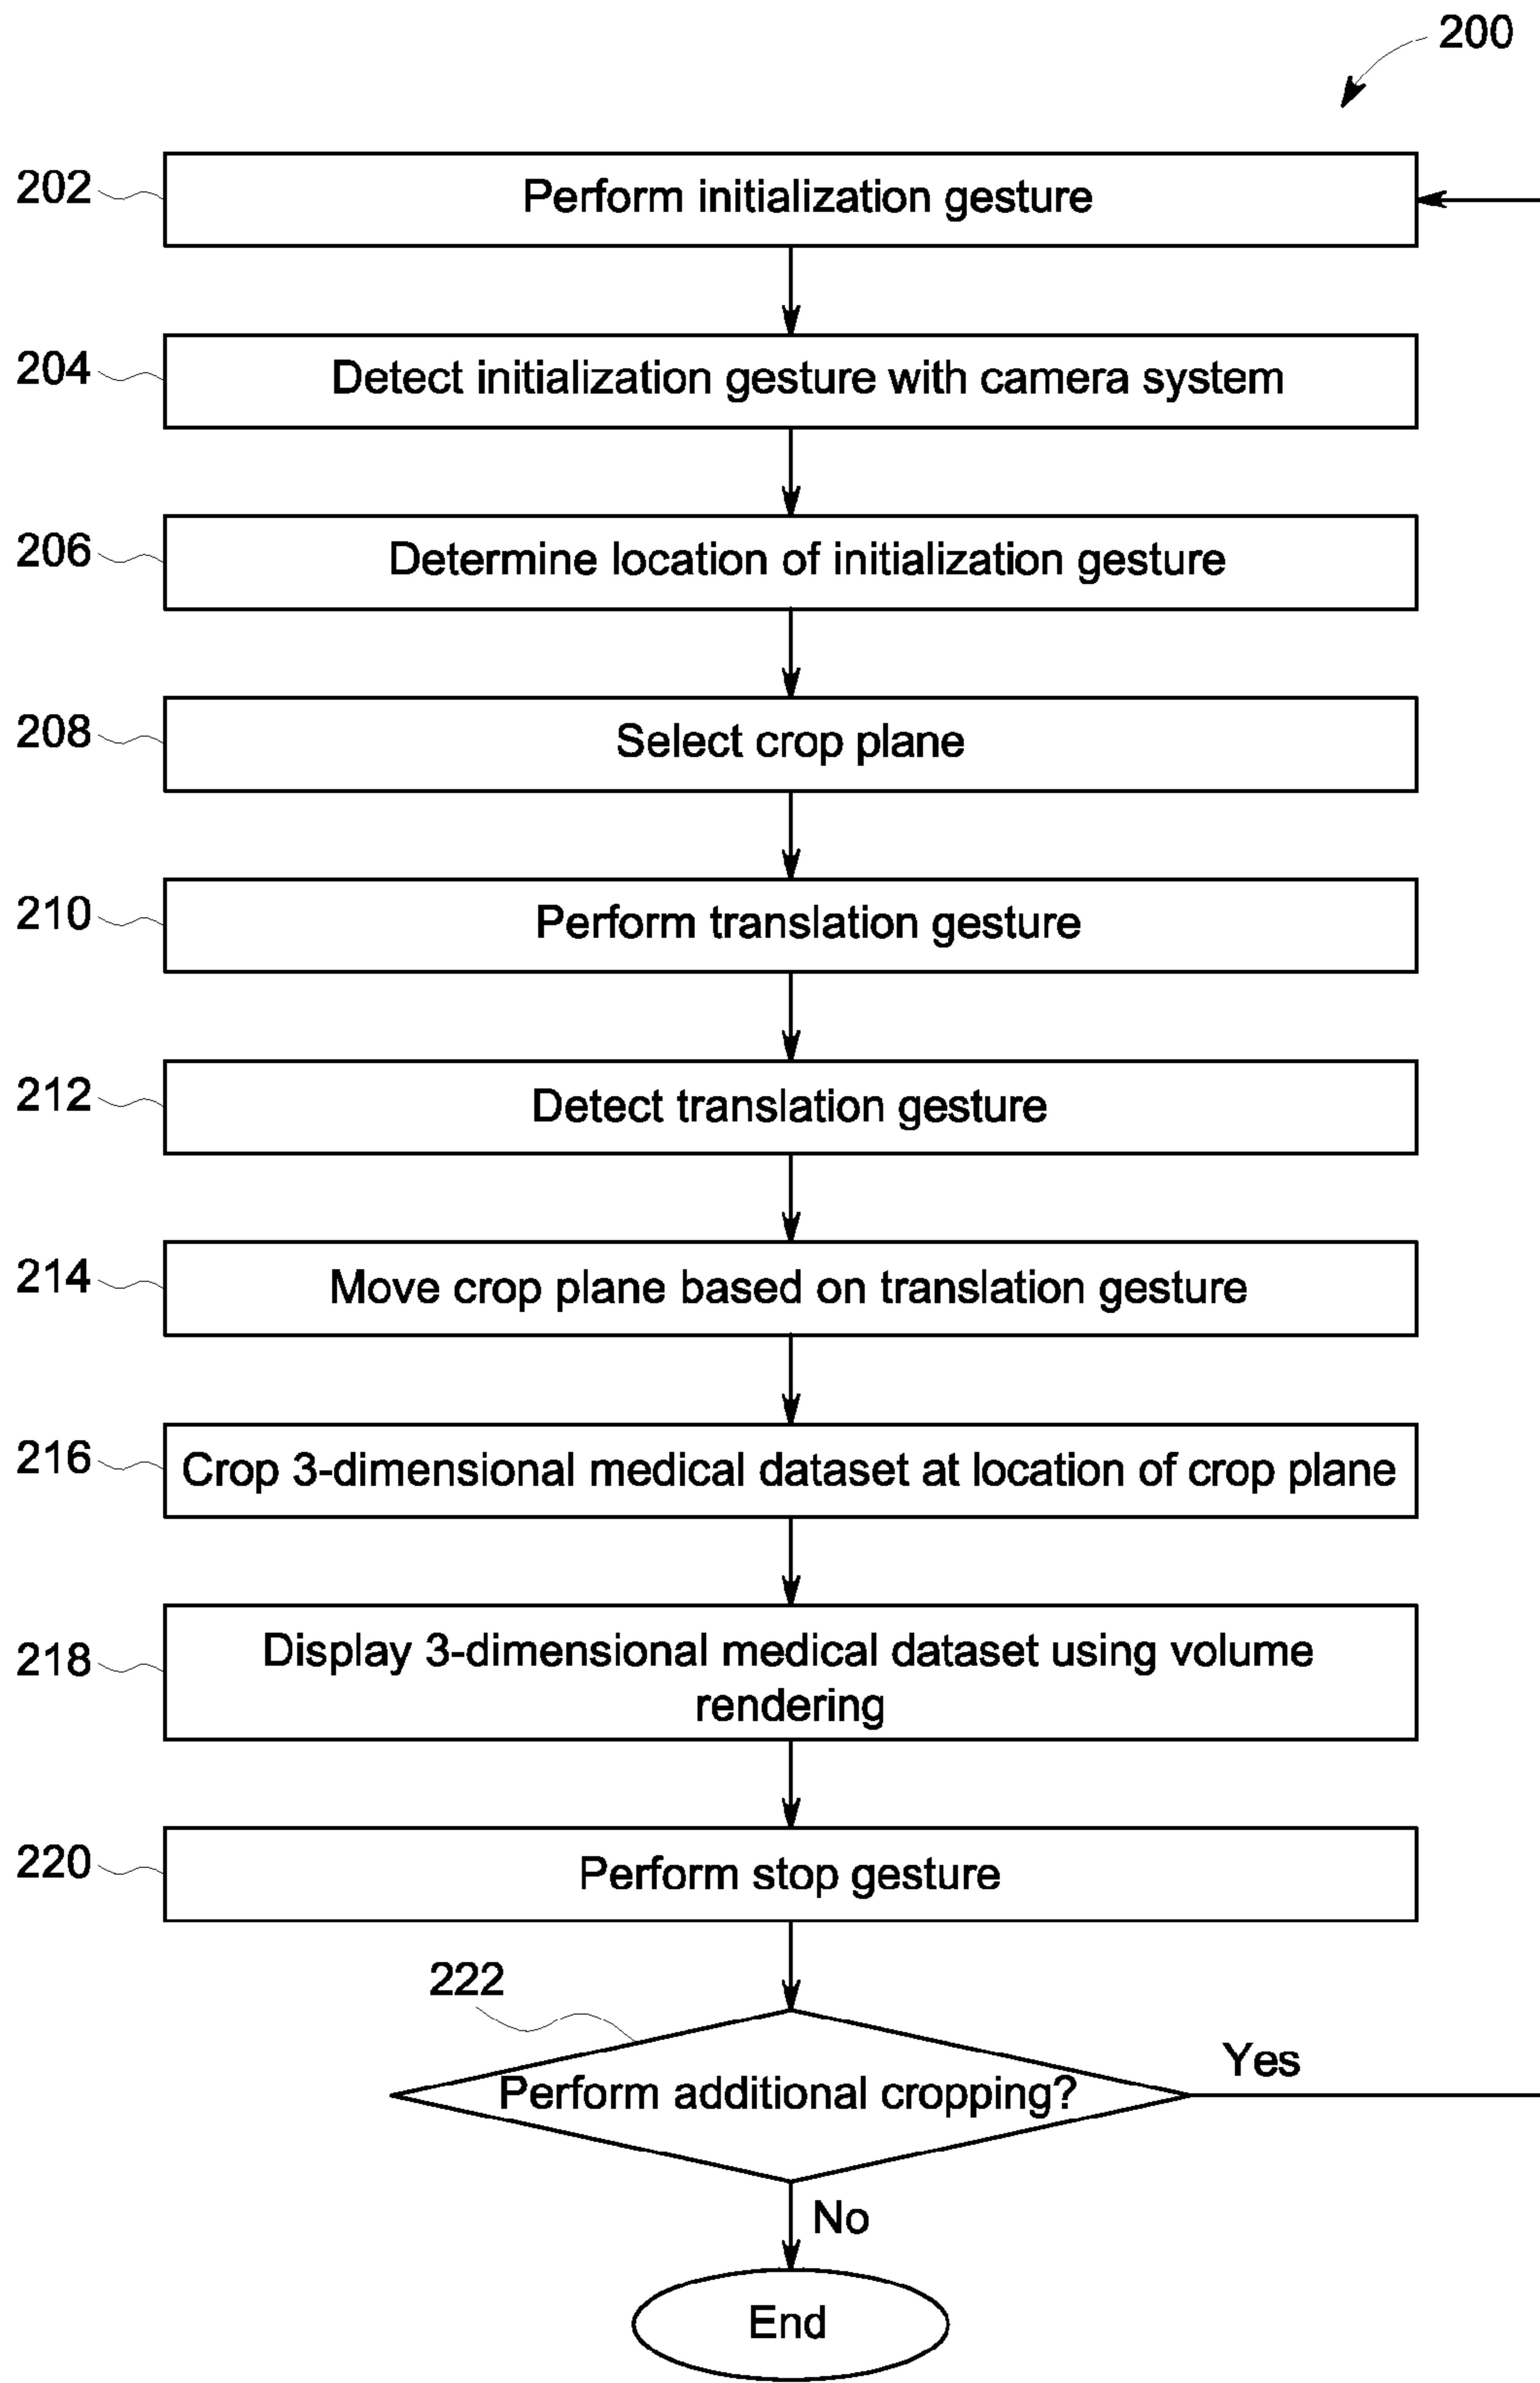 200
202
Perform initialization gesture
204
Detect initialization gesture with camera system
206
Determine location of initialization gesture
208
Select crop plane
210
Perform translation gesture
212
Detect translation gesture
214
Move crop plane based on translation gesture
216
Crop 3-dimensional medical dataset at location of crop plane
218
Display 3-dimensional medical dataset using volume
rendering
220
Perform stop gesture
222
Perform additional cropping?
Yes
No
End